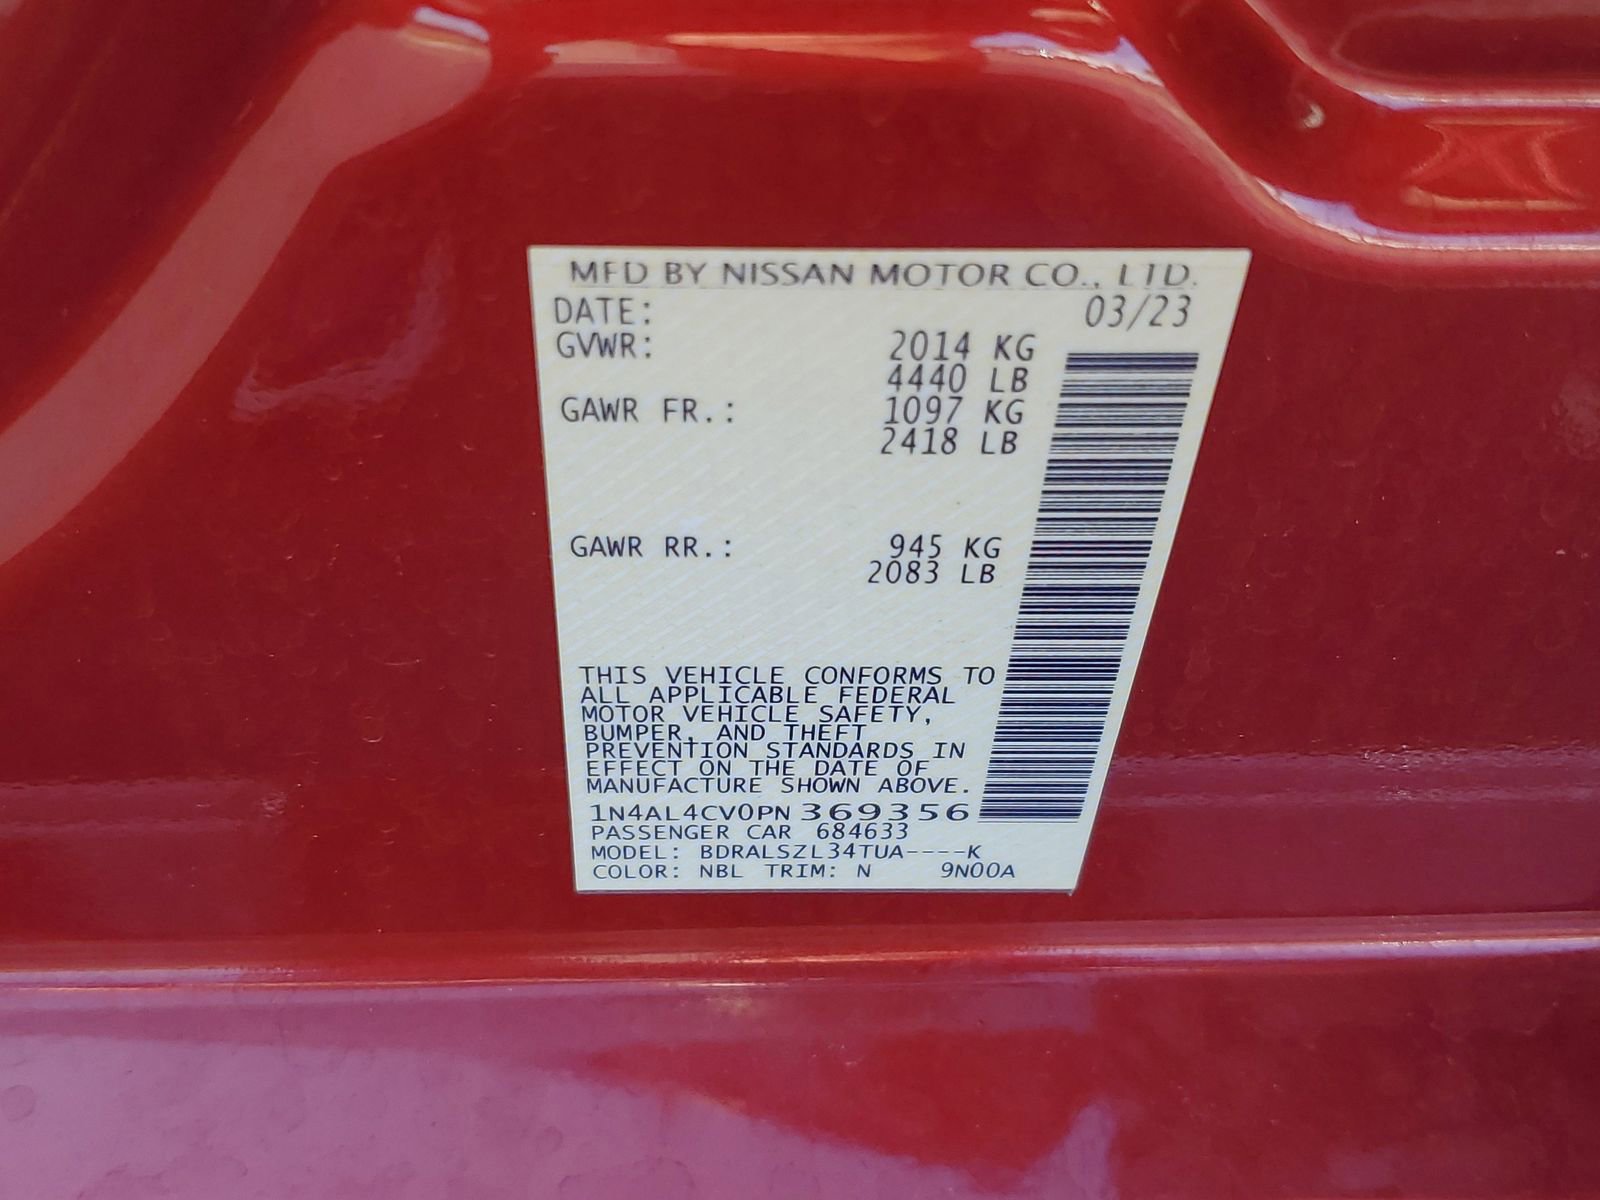 MFD BY NISSAN MOTOR CO., LTD.
DATE: 03/23
GVWR: 2014 KG
4440 LB
GAWR FR.: 1097 KG
2418 LB
GAWR RR.: 945 KG
2083 LB
THIS VEHICLE CONFORMS TO
ALL APPLICABLE FEDERAL
MOTOR VEHICLE SAFETY,
BUMPER, AND THEFT
PREVENTION STANDARDS IN
EFFECT ON THE DATE OF
MANUFACTURE SHOWN ABOVE.
1N4AL4CV0PN369356
PASSENGER CAR 684633
MODEL: BDRALSZL34TUA----K
COLOR: NBL TRIM: N 9N00A